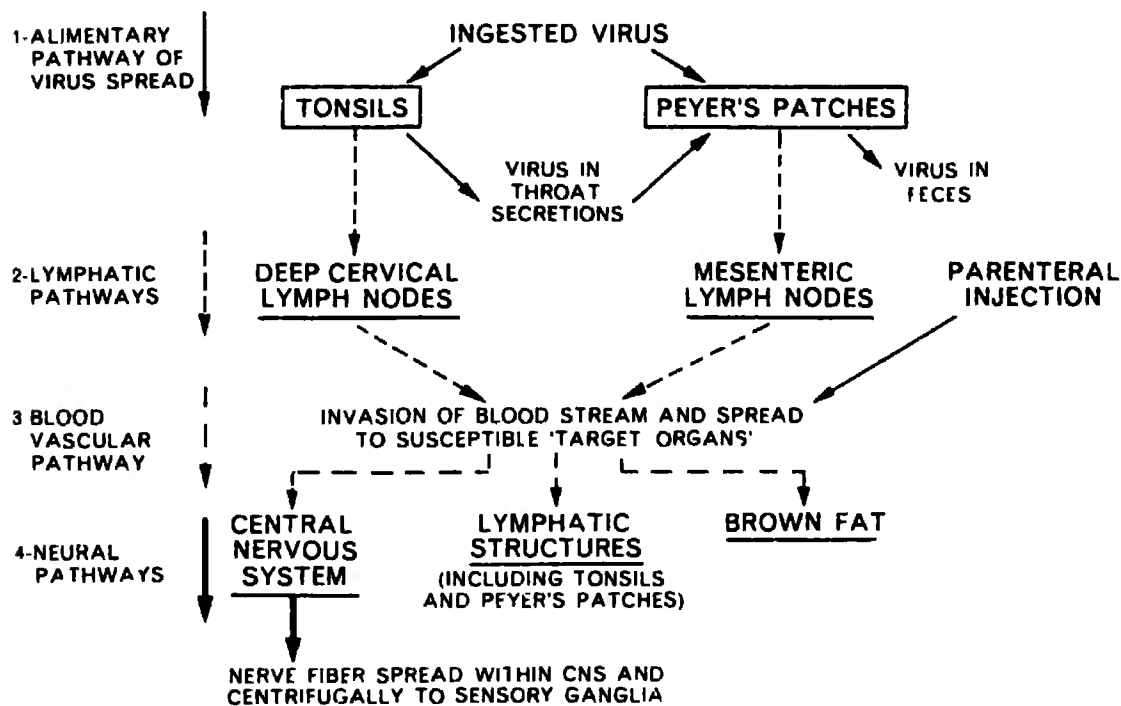 1-ALIMENTARY
PATHWAY OF
VIRUS SPREAD
INGESTED VIRUS
TONSILS
PEYER'S PATCHES
VIRUS IN
THROAT
SECRETIONS
VIRUS IN
FECES
2-LYMPHATIC
PATHWAYS
DEEP CERVICAL
LYMPH NODES
MESENTERIC
LYMPH NODES
PARENTERAL
INJECTION
3 BLOOD
VASCULAR
PATHWAY
INVASION OF BLOOD STREAM AND SPREAD
TO SUSCEPTIBLE 'TARGET ORGANS'
4-NEURAL
PATHWAYS
CENTRAL
NERVOUS
SYSTEM
LYMPHATIC
STRUCTURES
(INCLUDING TONSILS
AND PEYER'S PATCHES)
BROWN FAT
NERVE FIBER SPREAD WITHIN CNS AND
CENTRIFUGALLY TO SENSORY GANGLIA